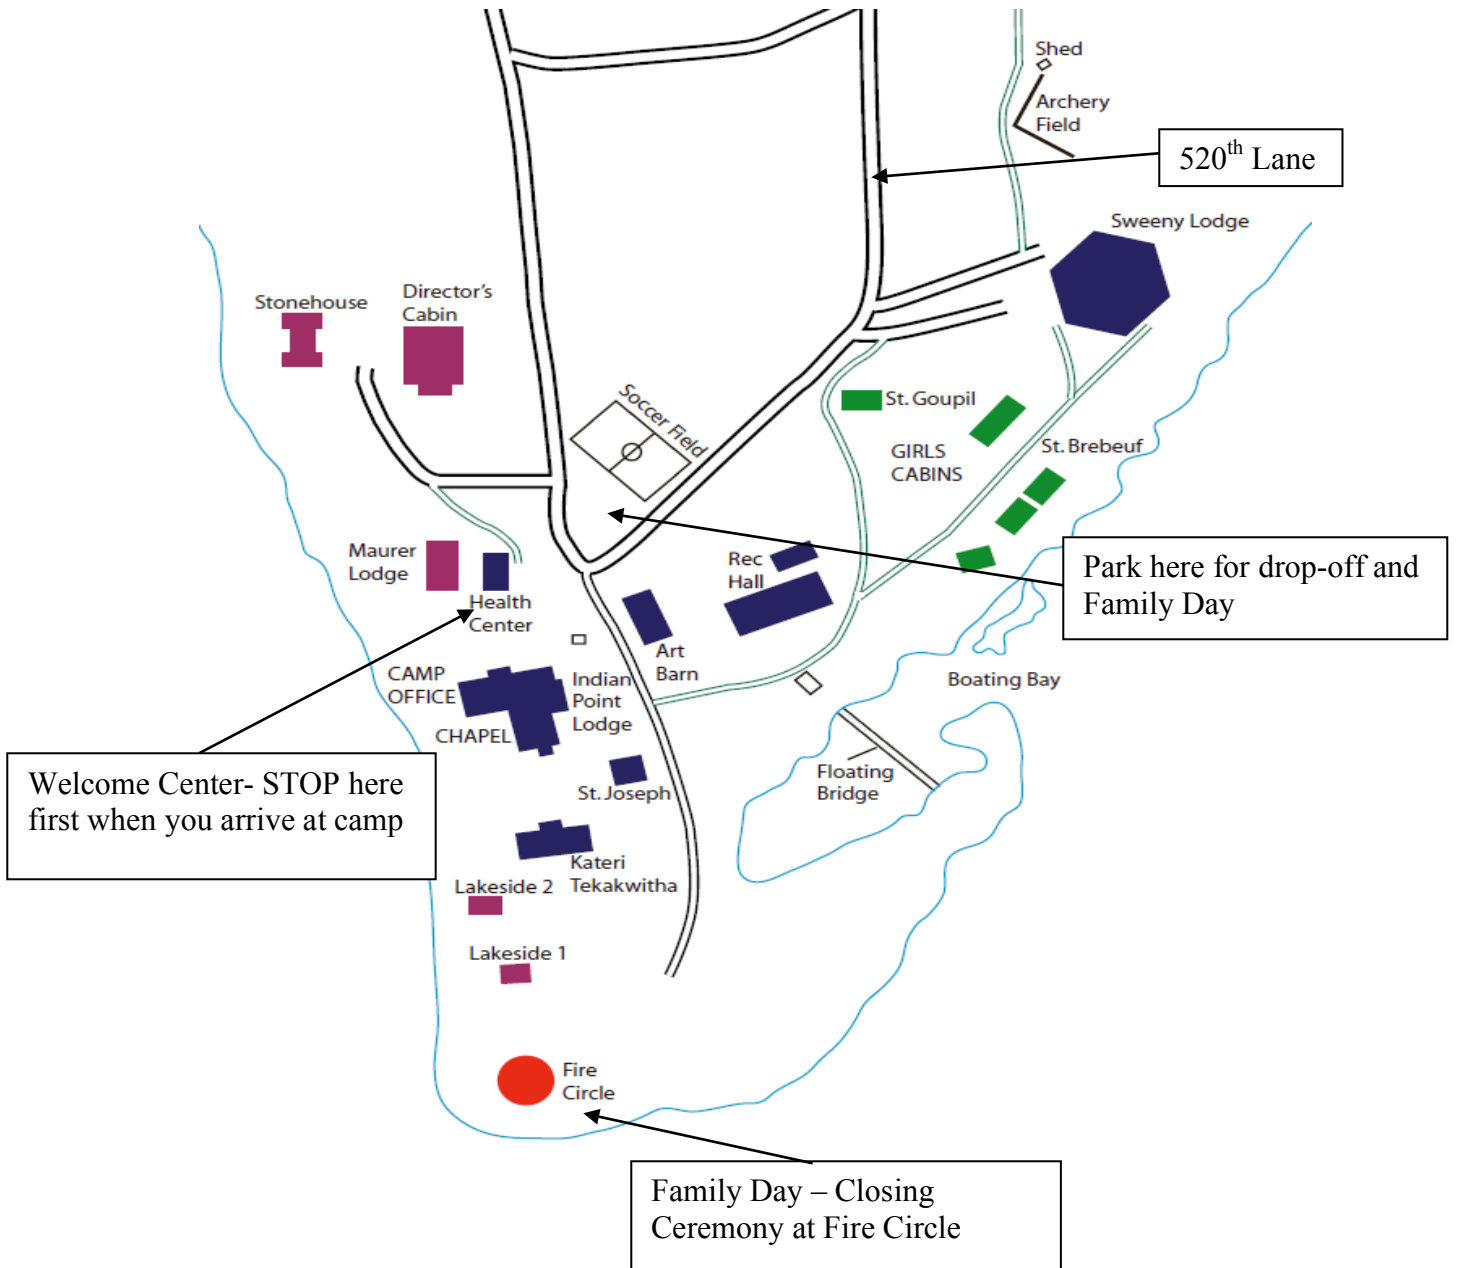 Shed
Archery
Field
520th Lane
Sweeny Lodge
Stonehouse
Director's
Cabin
Soccer Field
St. Goupil
GIRLS
CABINS
St. Brebeuf
Maurer
Lodge
Health
Center
Rec
Hall
Park here for drop-off and
Family Day
Art
Barn
CAMP
OFFICE
Indian
Point
Lodge
CHAPEL
Boating Bay
Welcome Center- STOP here
first when you arrive at camp
St. Joseph
Floating
Bridge
Kateri
Tekakwitha
Lakeside 2
Lakeside 1
Fire
Circle
Family Day – Closing
Ceremony at Fire Circle